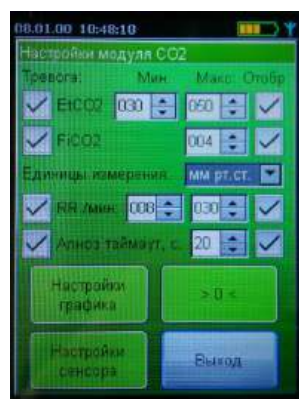 08.01.00 10:48:10
Настройки модуля CO2
Тревога: Мин Макс Отобр
EtCO2 030 050
FiCO2 004
Единицы измерения: мм рт.ст.
RR /мин 008 030
Апноэ таймаут, с. 20
Настройки графика
> 0 <
Настройки сенсора
Выход